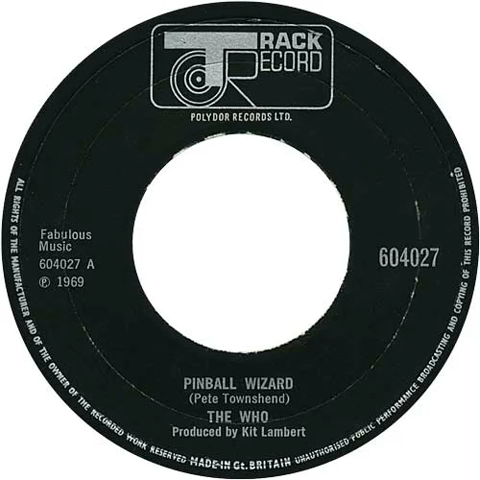 TRACK
RECORD
POLYDOR RECORDS LTD.
Fabulous
Music
604027 A
℗ 1969
604027
PINBALL WIZARD
(Pete Townshend)
THE WHO
Produced by Kit Lambert
ALL RIGHTS OF THE MANUFACTURER AND OF THE OWNER OF THE RECORDED WORK RESERVED MADE IN Gt. BRITAIN UNAUTHORISED PUBLIC PERFORMANCE BROADCASTING AND COPYING OF THIS RECORD PROHIBITED